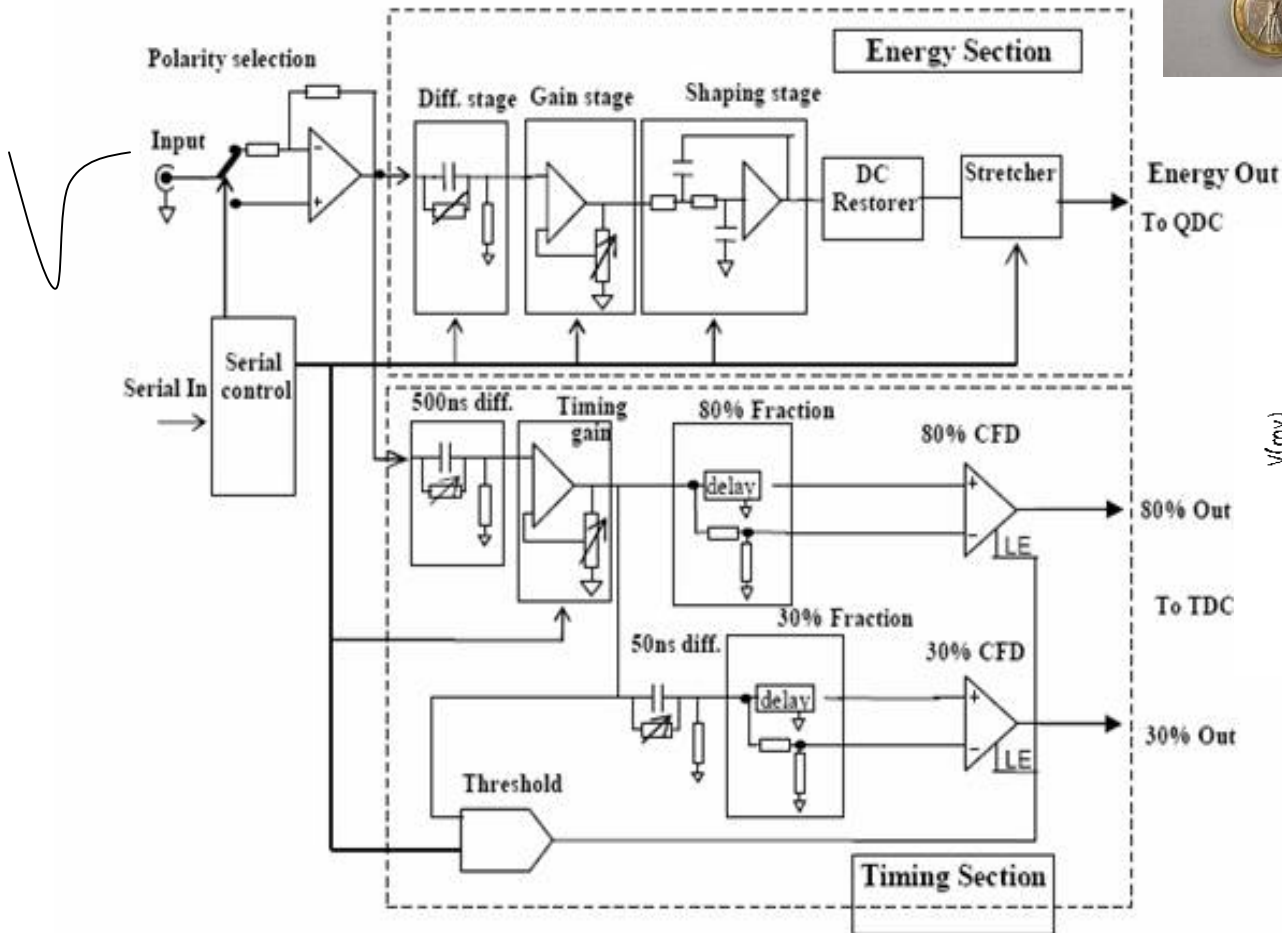 Energy Section
Polarity selection
Diff. stage
Gain stage
Shaping stage
Input
-
+
DC
Restorer
Stretcher
Energy Out
To QDC
Serial
control
Serial In
500ns diff.
Timing
gain
80% Fraction
80% CFD
delay
+
-
LE
80% Out
To TDC
30% Fraction
50ns diff.
30% CFD
delay
+
-
LE
30% Out
Threshold
Timing Section
V(mv)